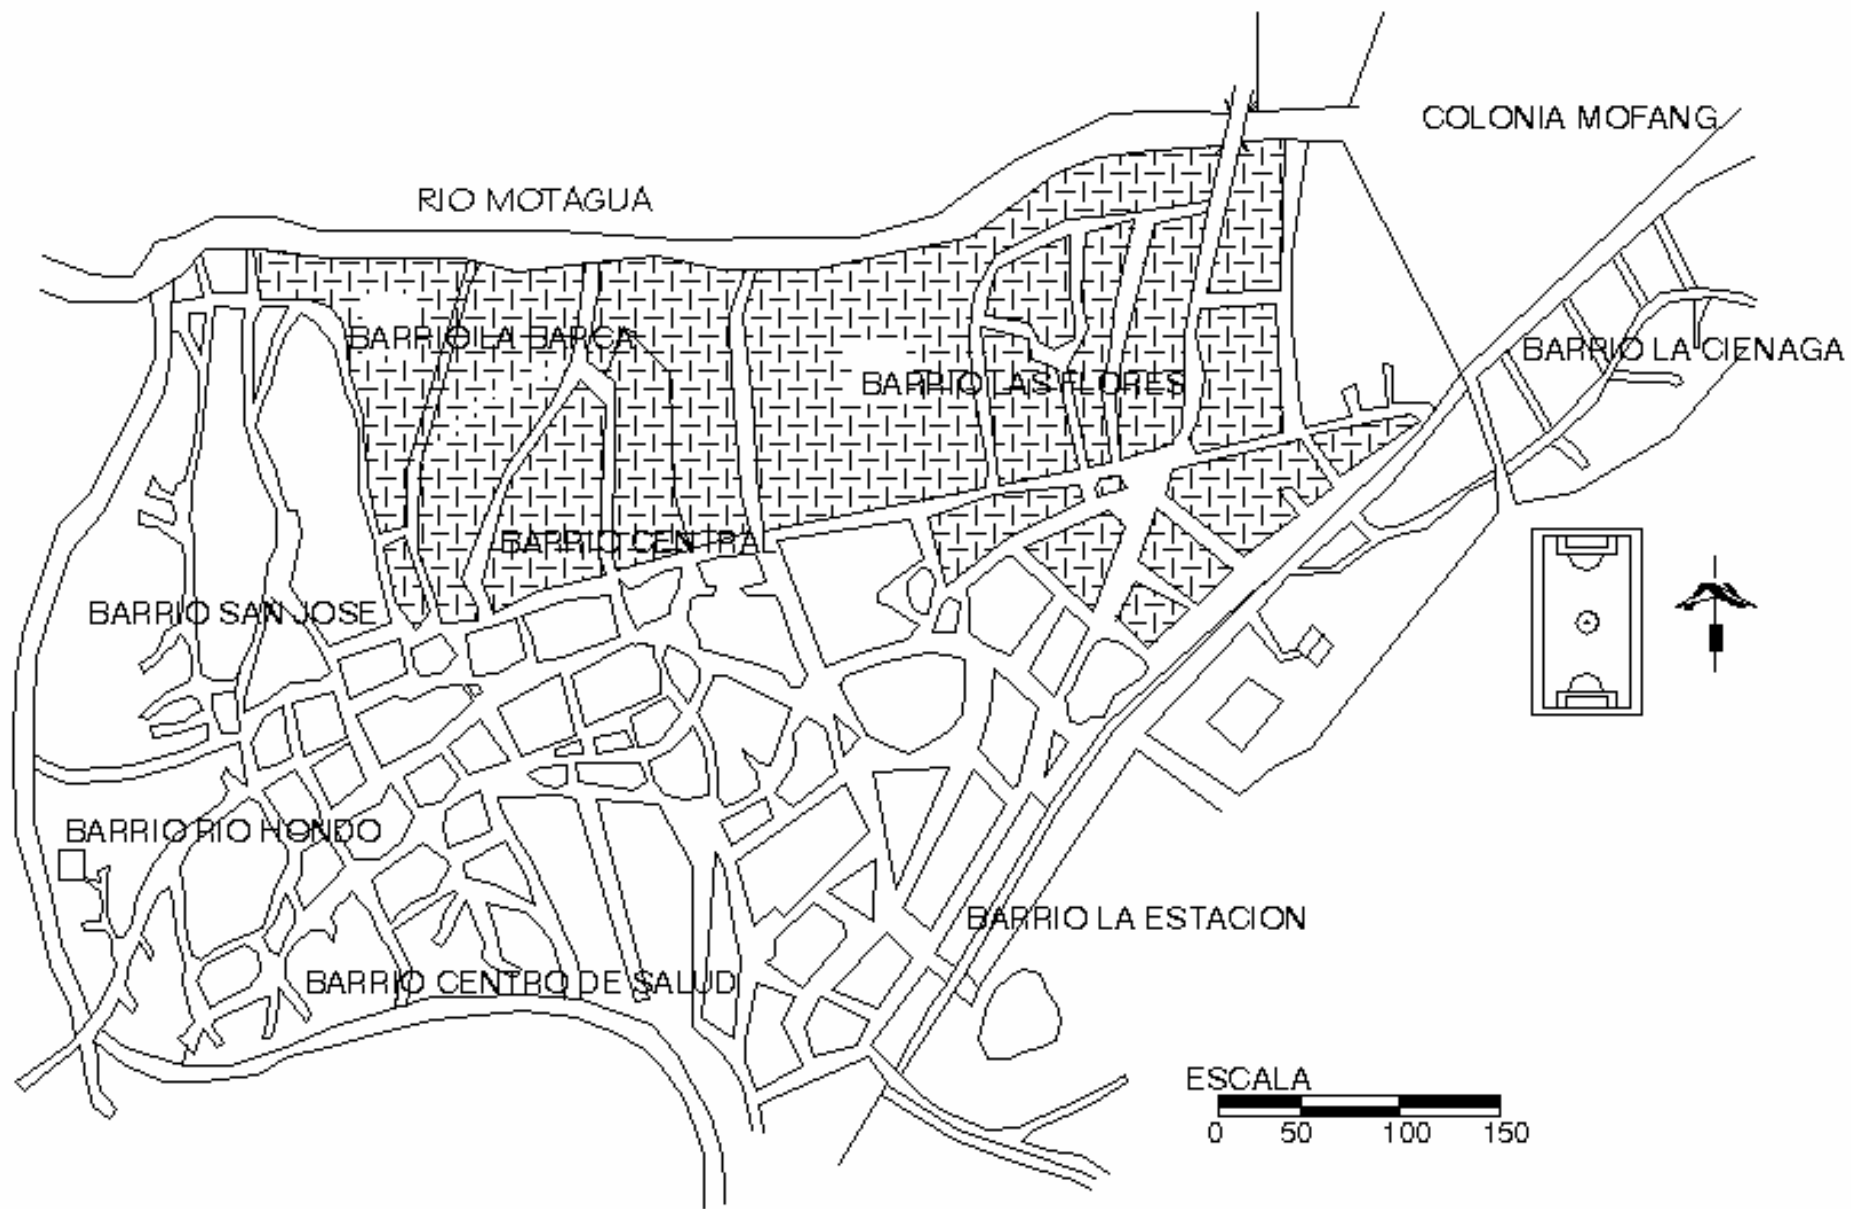 COLONIA MOFANG
RIO MOTAGUA
BARRIO LA BARCA
BARRIO LA CIENAGA
BARRIO LAS FLORES
BARRIO CENTRAL
BARRIO SAN JOSE
BARRIO RIO HONDO
BARRIO LA ESTACION
BARRIO CENTRO DE SALUD
ESCALA
0 50 100 150